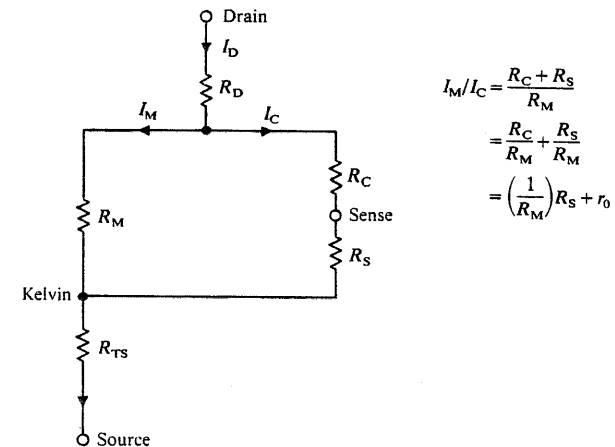 Drain
I_D
R_D
I_M
I_C
R_C
Sense
R_M
R_S
Kelvin
R_TS
Source
I_M/I_C = (R_C + R_S)/R_M
= R_C/R_M + R_S/R_M
= (1/R_M)R_S + r_0